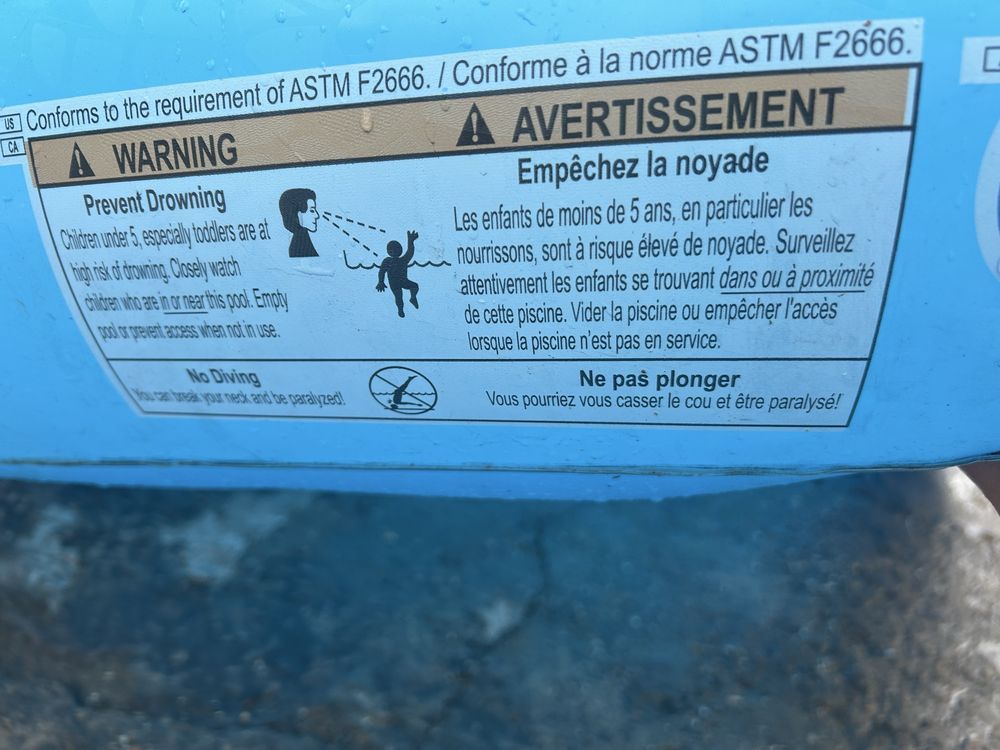 US
CA
Conforms to the requirement of ASTM F2666. / Conforme à la norme ASTM F2666.
WARNING
Prevent Drowning
Children under 5, especially toddlers are at
high risk of drowning. Closely watch
children who are in or near this pool. Empty
pool or prevent access when not in use.
AVERTISSEMENT
Empêchez la noyade
Les enfants de moins de 5 ans, en particulier les
nourrissons, sont à risque élevé de noyade. Surveillez
attentivement les enfants se trouvant dans ou à proximité
de cette piscine. Vider la piscine ou empêcher l'accès
lorsque la piscine n'est pas en service.
No Diving
You can break your neck and be paralyzed!
Ne pas plonger
Vous pourriez vous casser le cou et être paralysé!